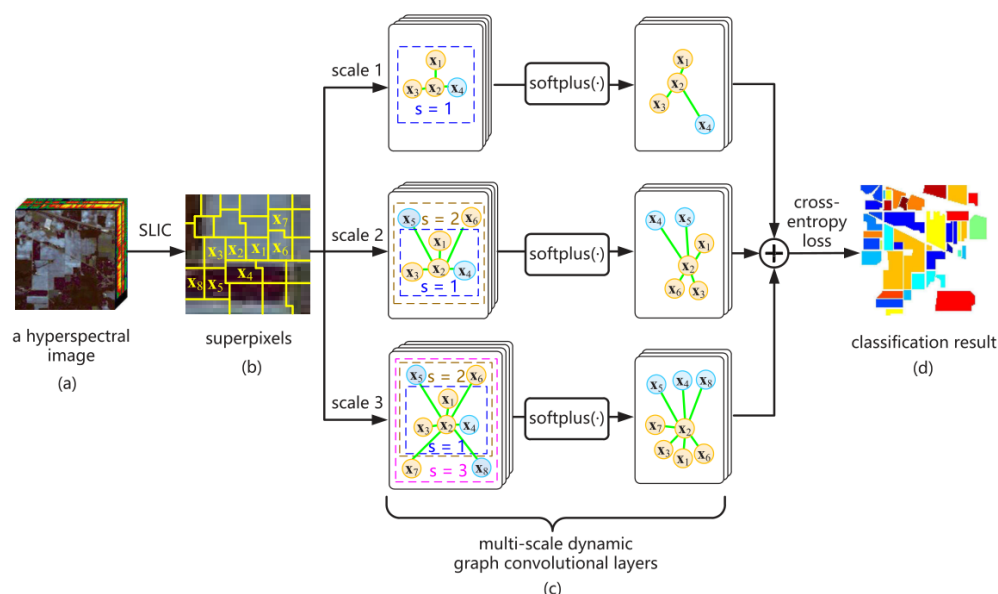 scale 1
x₁
x₃ x₂ x₄
s = 1
softplus(·)
x₁
x₂
x₃
x₄
SLIC
x₇
x₃ x₂ x₁ x₆
x₄
x₈ x₅
scale 2
x₅ s = 2 x₆
x₁
x₃ x₂ x₄
s = 1
softplus(·)
x₄ x₅
x₁
x₂
x₆ x₃
cross-
entropy
loss
a hyperspectral
image
(a)
superpixels
(b)
classification result
(d)
scale 3
x₅ s = 2 x₆
x₁
x₃ x₂ x₄
s = 1
x₇ s = 3 x₈
softplus(·)
x₅ x₄ x₈
x₇ x₂
x₃ x₁ x₆
multi-scale dynamic
graph convolutional layers
(c)